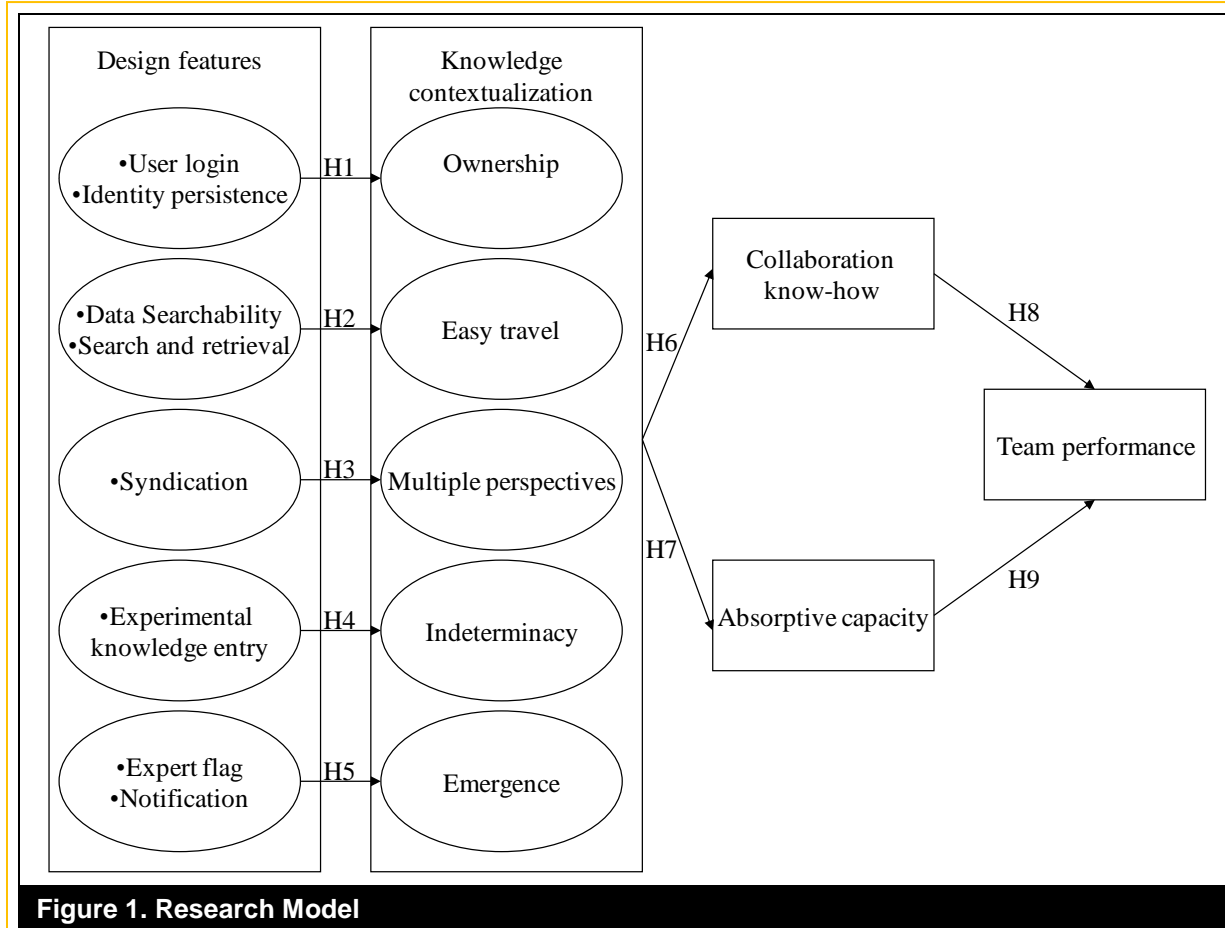 Design features
Knowledge
contextualization
•User login
•Identity persistence
H1
Ownership
•Data Searchability
•Search and retrieval
H2
Easy travel
•Syndication
H3
Multiple perspectives
•Experimental
knowledge entry
H4
Indeterminacy
•Expert flag
•Notification
H5
Emergence
H6
H7
Collaboration
know-how
Absorptive capacity
H8
H9
Team performance
Figure 1. Research Model